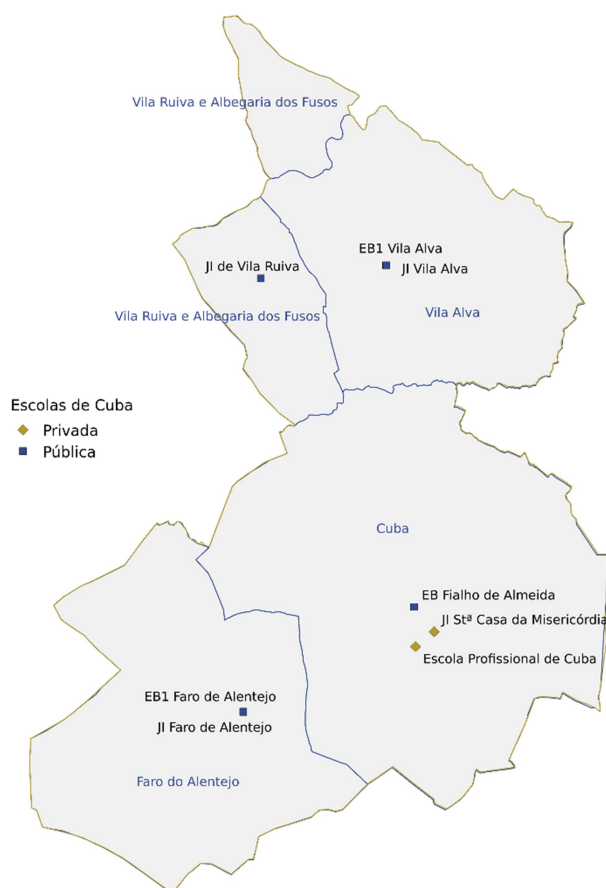 Vila Ruiva e Albegaria dos Fusos
EB1 Vila Alva
JI de Vila Ruiva
JI Vila Alva
Vila Ruiva e Albegaria dos Fusos
Vila Alva
Escolas de Cuba
Privada
Pública
Cuba
EB Fialho de Almeida
JI Stª Casa da Misericórdia
Escola Profissional de Cuba
EB1 Faro de Alentejo
JI Faro de Alentejo
Faro do Alentejo